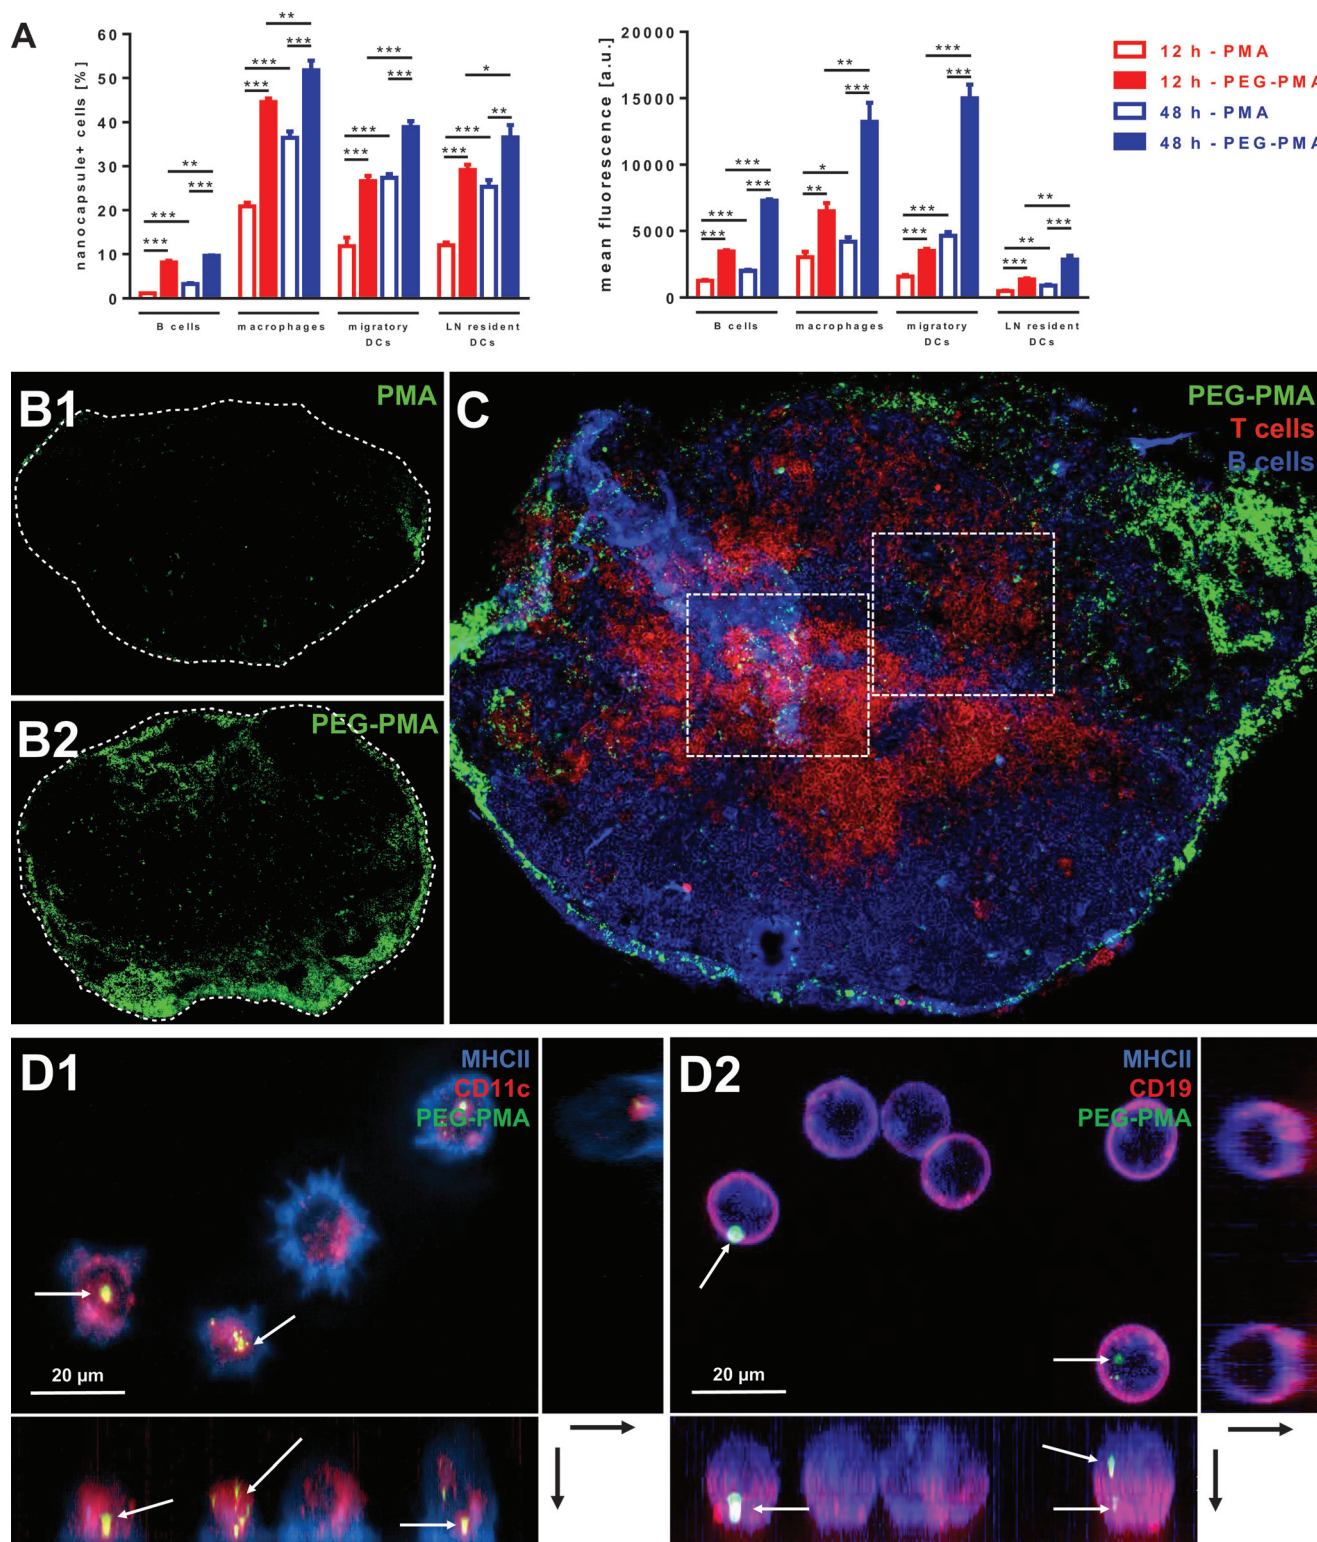 A
nanocapsule+ cells [%]
60
50
40
30
20
10
0
** 
***
***
***
***
***
***
*
**
***
***
**
***
***
***
B cells
macrophages
migratory DCs
LN resident DCs
mean fluorescence [a.u.]
20000
15000
10000
5000
0
***
***
**
***
***
***
***
***
*
**
***
***
**
***
**
***
B cells
macrophages
migratory DCs
LN resident DCs
12 h - PMA
12 h - PEG-PMA
48 h - PMA
48 h - PEG-PMA
B1
PMA
B2
PEG-PMA
C
PEG-PMA
T cells
B cells
D1
MHCII
CD11c
PEG-PMA
20 µm
D2
MHCII
CD19
PEG-PMA
20 µm